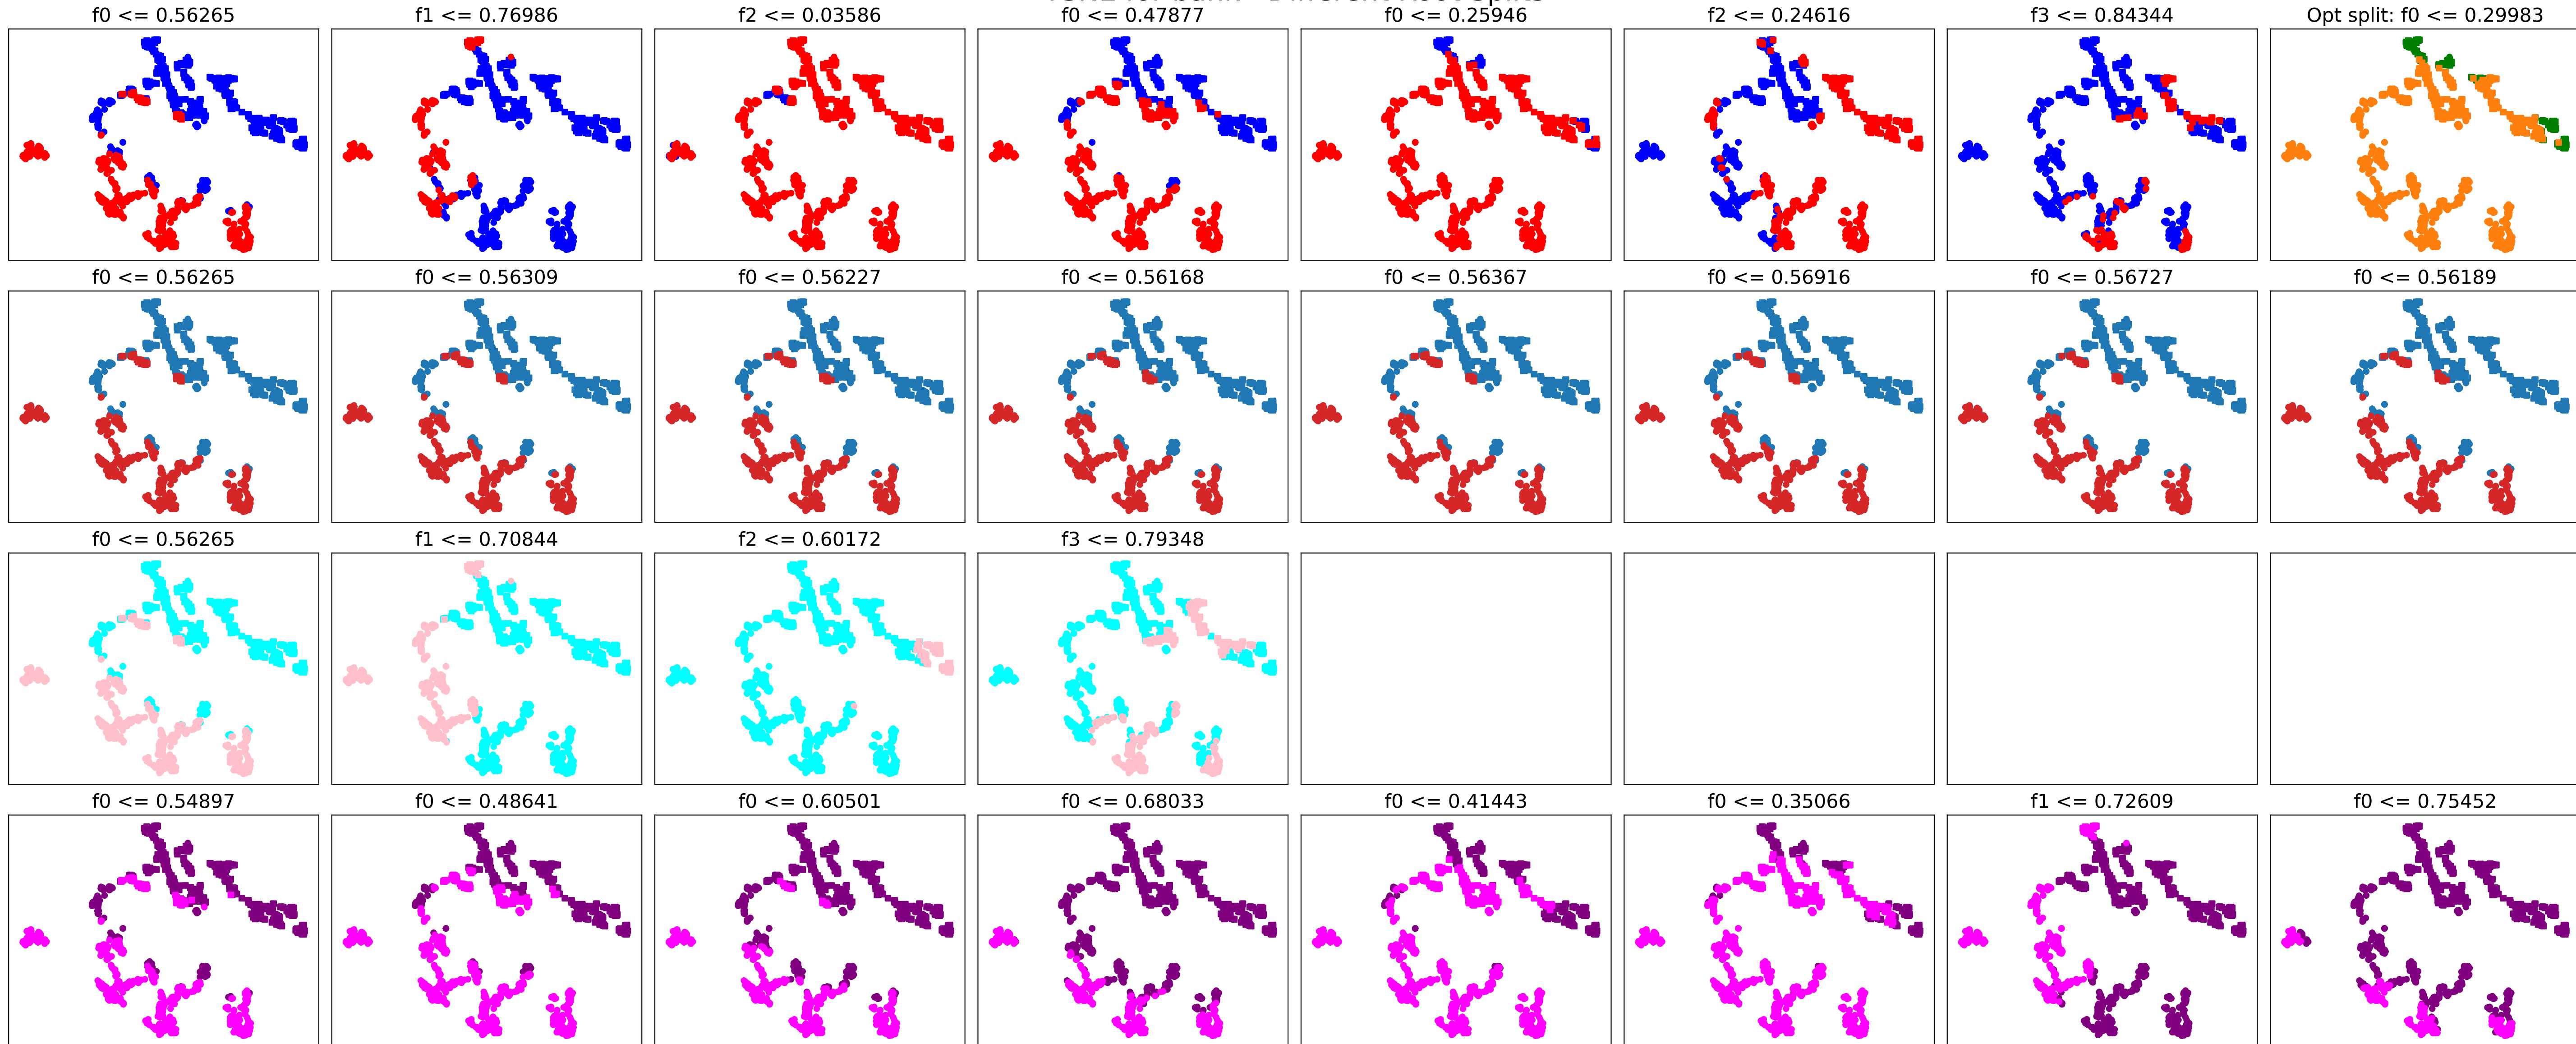 f0 <= 0.56265
f1 <= 0.76986
f2 <= 0.03586
f0 <= 0.47877
f0 <= 0.25946
f2 <= 0.24616
f3 <= 0.84344
Opt split: f0 <= 0.29983
f0 <= 0.56265
f0 <= 0.56309
f0 <= 0.56227
f0 <= 0.56168
f0 <= 0.56367
f0 <= 0.56916
f0 <= 0.56727
f0 <= 0.56189
f0 <= 0.56265
f1 <= 0.70844
f2 <= 0.60172
f3 <= 0.79348
f0 <= 0.54897
f0 <= 0.48641
f0 <= 0.60501
f0 <= 0.68033
f0 <= 0.41443
f0 <= 0.35066
f1 <= 0.72609
f0 <= 0.75452